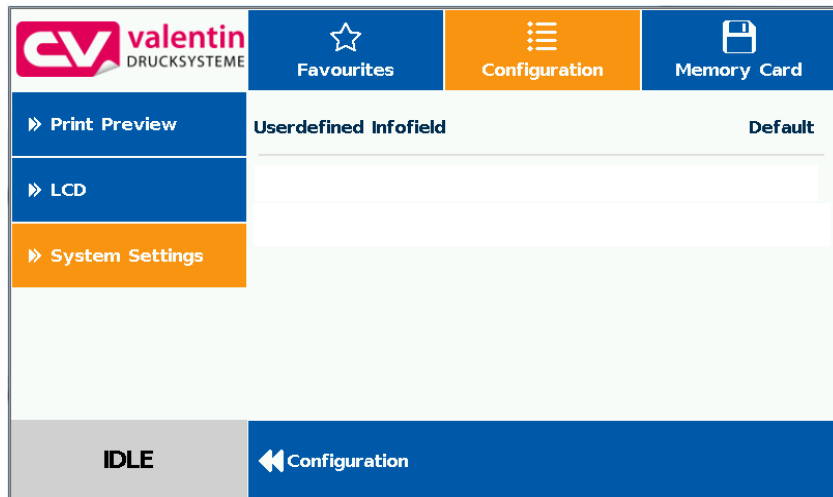 valentin
DRUCKSYSTEME
Favourites
Configuration
Memory Card
Print Preview
Userdefined Infofield Default
LCD
System Settings
IDLE
Configuration